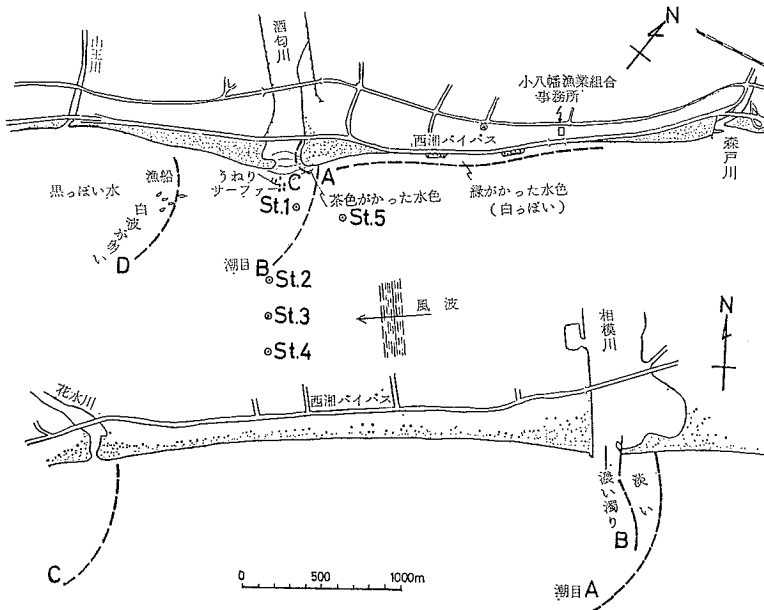 山王川
酒匂川
N
小八幡漁業組合
事務所
西湘バイパス
森戸川
黒っぽい水
漁船
白波が多い
うねり
サーファー
C
A
茶色がかった水色
緑がかった水色
(白っぽい)
St.1
St.5
D
潮目 B
St.2
St.3
St.4
風波
相模川
N
花水川
西湘バイパス
濃い濁り
淡い
B
C
潮目 A
0 500 1000m